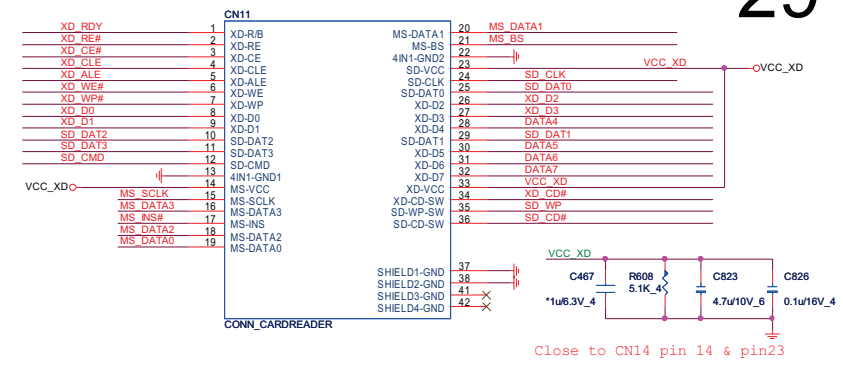 29
CN11
XD_RDY 1 XD-R/B
XD_RE# 2 XD-RE
XD_CE# 3 XD-CE
XD_CLE 4 XD-CLE
XD_ALE 5 XD-ALE
XD_WE# 6 XD-WE
XD_WP# 7 XD-WP
XD_D0 8 XD-D0
XD_D1 9 XD-D1
SD_DAT2 10 SD-DAT2
SD_DAT3 11 SD-DAT3
SD_CMD 12 SD-CMD
13 4IN1-GND1
VCC_XD 14 MS-VCC
MS_SCLK 15 MS-SCLK
MS_DATA3 16 MS-DATA3
MS_INS# 17 MS-INS
MS_DATA2 18 MS-DATA2
MS_DATA0 19 MS-DATA0
MS-DATA1 20 MS_DATA1
MS-BS 21 MS_BS
4IN1-GND2 22
SD-VCC 23 VCC_XD VCC_XD
SD-CLK 24 SD_CLK
SD-DAT0 25 SD_DAT0
XD-D2 26 XD_D2
XD-D3 27 XD_D3
XD-D4 28 DATA4
SD-DAT1 29 SD_DAT1
XD-D5 30 DATA5
XD-D6 31 DATA6
XD-D7 32 DATA7
XD-VCC 33 VCC_XD
XD-CD-SW 34 XD_CD#
SD-WP-SW 35 SD_WP
SD-CD-SW 36 SD_CD#
SHIELD1-GND 37
SHIELD2-GND 38
SHIELD3-GND 41
SHIELD4-GND 42
CONN_CARDREADER
VCC_XD
C467
*1u/6.3V_4
R608
5.1K_4
C823
4.7u/10V_6
C826
0.1u/16V_4
Close to CN14 pin 14 & pin23